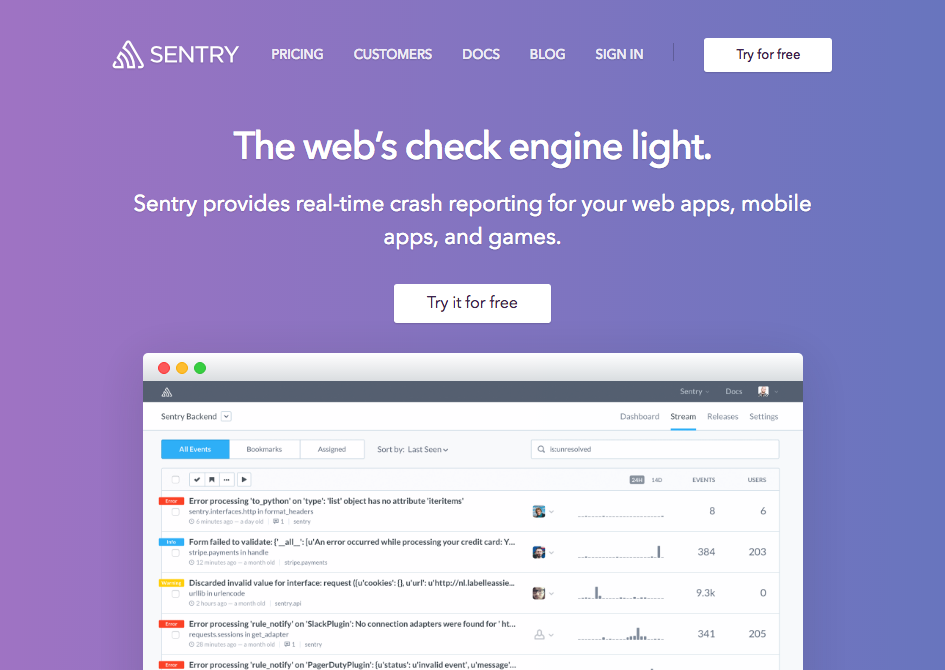 SENTRY PRICING CUSTOMERS DOCS BLOG SIGN IN Try for free
The web's check engine light.
Sentry provides real-time crash reporting for your web apps, mobile
apps, and games.
Try it for free
Sentry Docs
Sentry Backend Dashboard Stream Releases Settings
All Events Bookmarks Assigned Sort by: Last Seen is:unresolved
24H 14D EVENTS USERS
Error Error processing 'to_python' on 'type': 'list' object has no attribute 'iteritems'
sentry.interfaces.http in format_headers 8 6
6 minutes ago — a day old 1 sentry
Info Form failed to validate: {'__all__': [u'An error occurred while processing your credit card: Y...
stripe.payments in handle 384 203
12 minutes ago — a month old stripe.payments
Warning Discarded invalid value for interface: request ({u'cookies': {}, u'url': u'http://nl.labelleassie...
urllib in urlencode 9.3k 0
2 hours ago — a month old sentry.api
Error Error processing 'rule_notify' on 'SlackPlugin': No connection adapters were found for ' ht...
requests.sessions in get_adapter 341 205
28 minutes ago — a month old 1 sentry
Error Error processing 'rule_notify' on 'PagerDutyPlugin': {u'status': u'invalid event', u'message'...